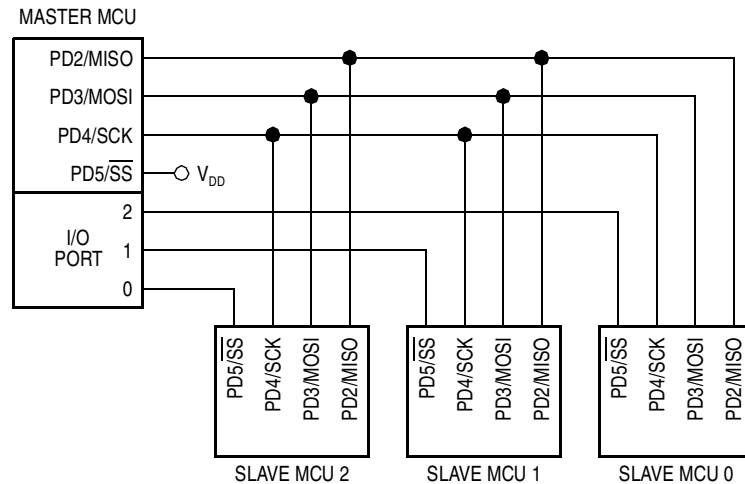 MASTER MCU
PD2/MISO
PD3/MOSI
PD4/SCK
PD5/SS
V_DD
2
I/O
PORT
1
0
PD5/SS
PD4/SCK
PD3/MOSI
PD2/MISO
PD5/SS
PD4/SCK
PD3/MOSI
PD2/MISO
PD5/SS
PD4/SCK
PD3/MOSI
PD2/MISO
SLAVE MCU 2
SLAVE MCU 1
SLAVE MCU 0